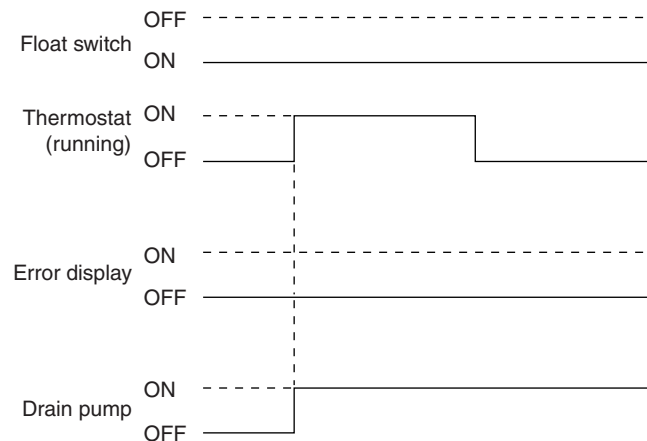 OFF
Float switch
ON
Thermostat ON
(running)
OFF
ON
Error display
OFF
ON
Drain pump
OFF